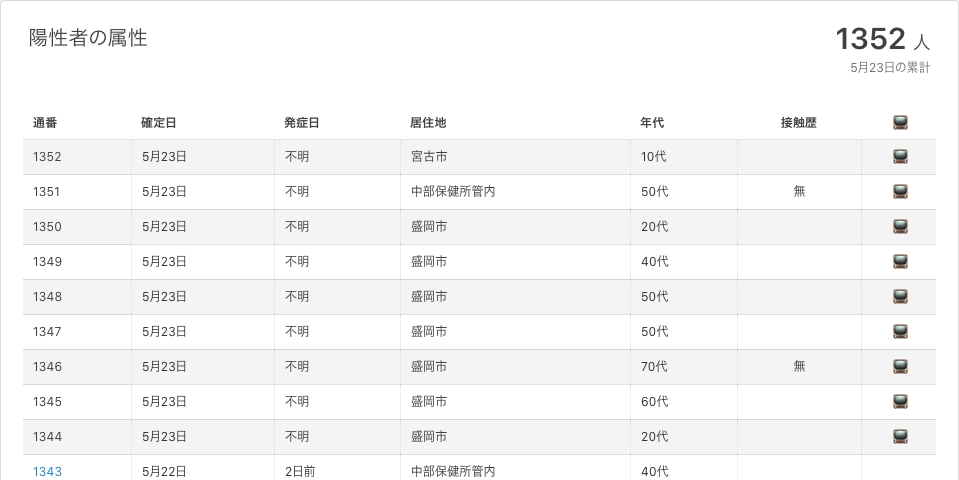 陽性者の属性
1352 人
5月23日の累計
通番 確定日 発症日 居住地 年代 接触歴
1352 5月23日 不明 宮古市 10代
1351 5月23日 不明 中部保健所管内 50代 無
1350 5月23日 不明 盛岡市 20代
1349 5月23日 不明 盛岡市 40代
1348 5月23日 不明 盛岡市 50代
1347 5月23日 不明 盛岡市 50代
1346 5月23日 不明 盛岡市 70代 無
1345 5月23日 不明 盛岡市 60代
1344 5月23日 不明 盛岡市 20代
1343 5月22日 2日前 中部保健所管内 40代